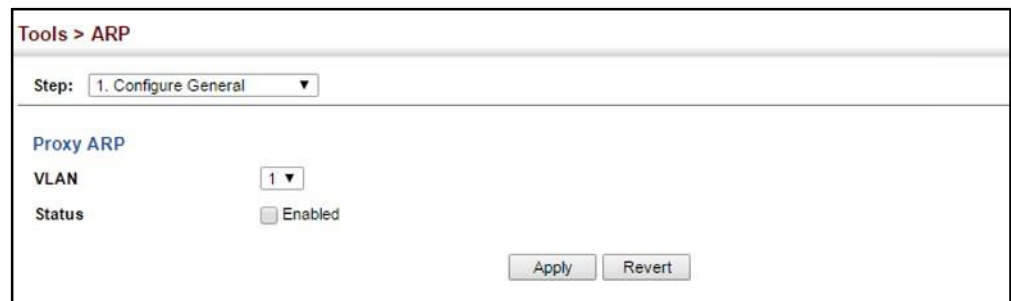 Tools > ARP
Step: 1. Configure General
Proxy ARP
VLAN 1
Status Enabled
Apply Revert